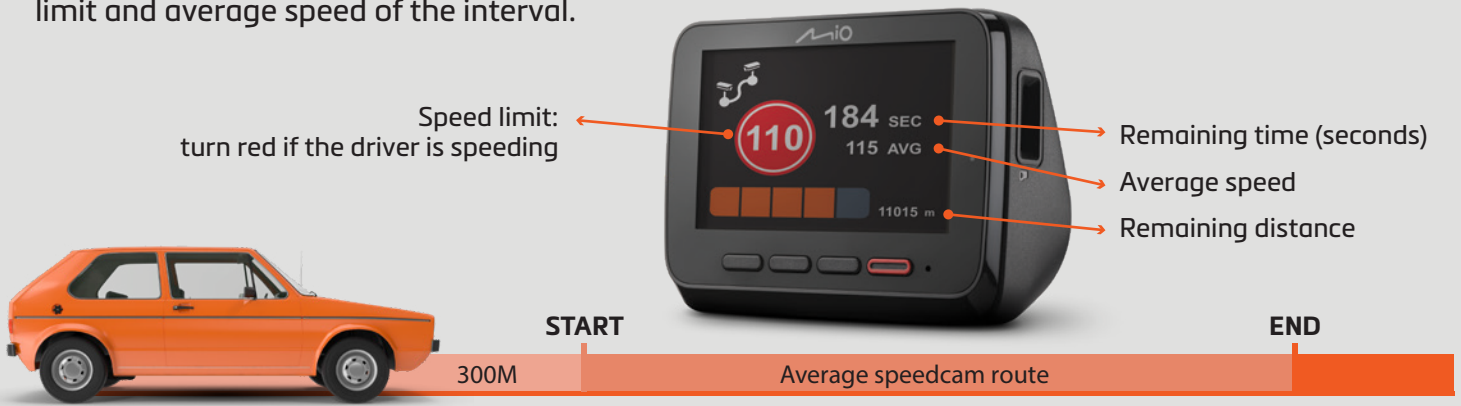 limit and average speed of the interval.
Mio
Speed limit:
turn red if the driver is speeding
110
184 SEC
115 AVG
11015 m
Remaining time (seconds)
Average speed
Remaining distance
START
END
300M
Average speedcam route